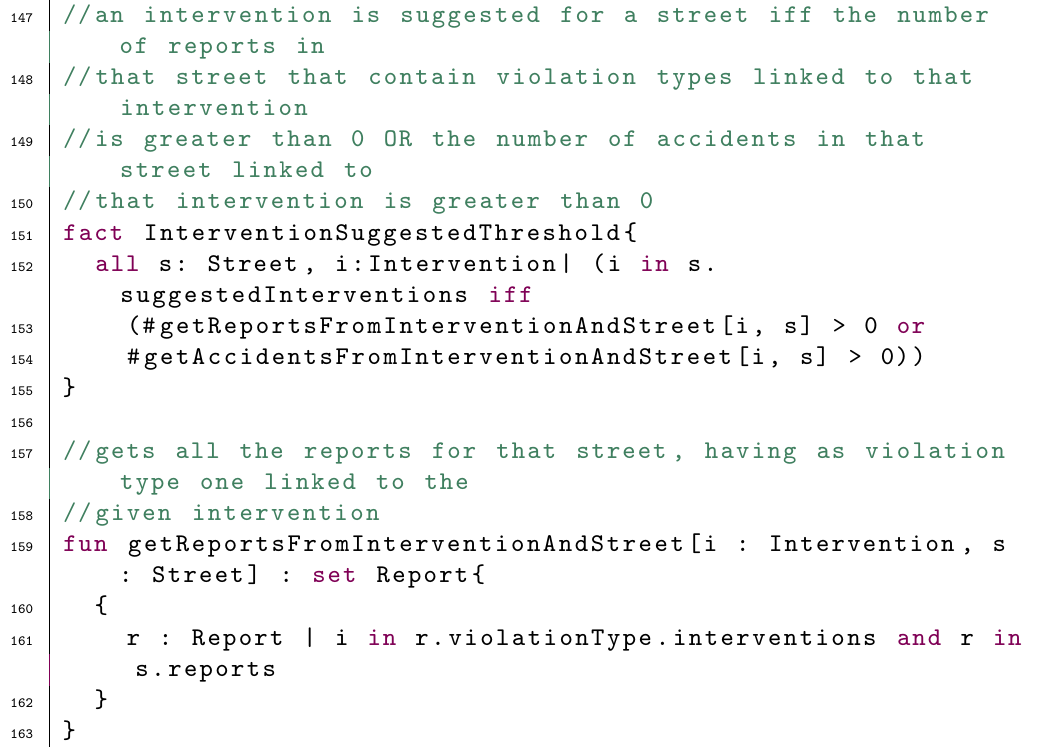 147 //an intervention is suggested for a street iff the number
of reports in
148 //that street that contain violation types linked to that
intervention
149 //is greater than 0 OR the number of accidents in that
street linked to
150 //that intervention is greater than 0
151 fact InterventionSuggestedThreshold{
152 all s: Street, i:Intervention| (i in s.
suggestedInterventions iff
153 (#getReportsFromInterventionAndStreet[i, s] > 0 or
154 #getAccidentsFromInterventionAndStreet[i, s] > 0))
155 }
156
157 //gets all the reports for that street, having as violation
type one linked to the
158 //given intervention
159 fun getReportsFromInterventionAndStreet[i : Intervention, s
: Street] : set Report{
160 {
161 r : Report | i in r.violationType.interventions and r in
s.reports
162 }
163 }